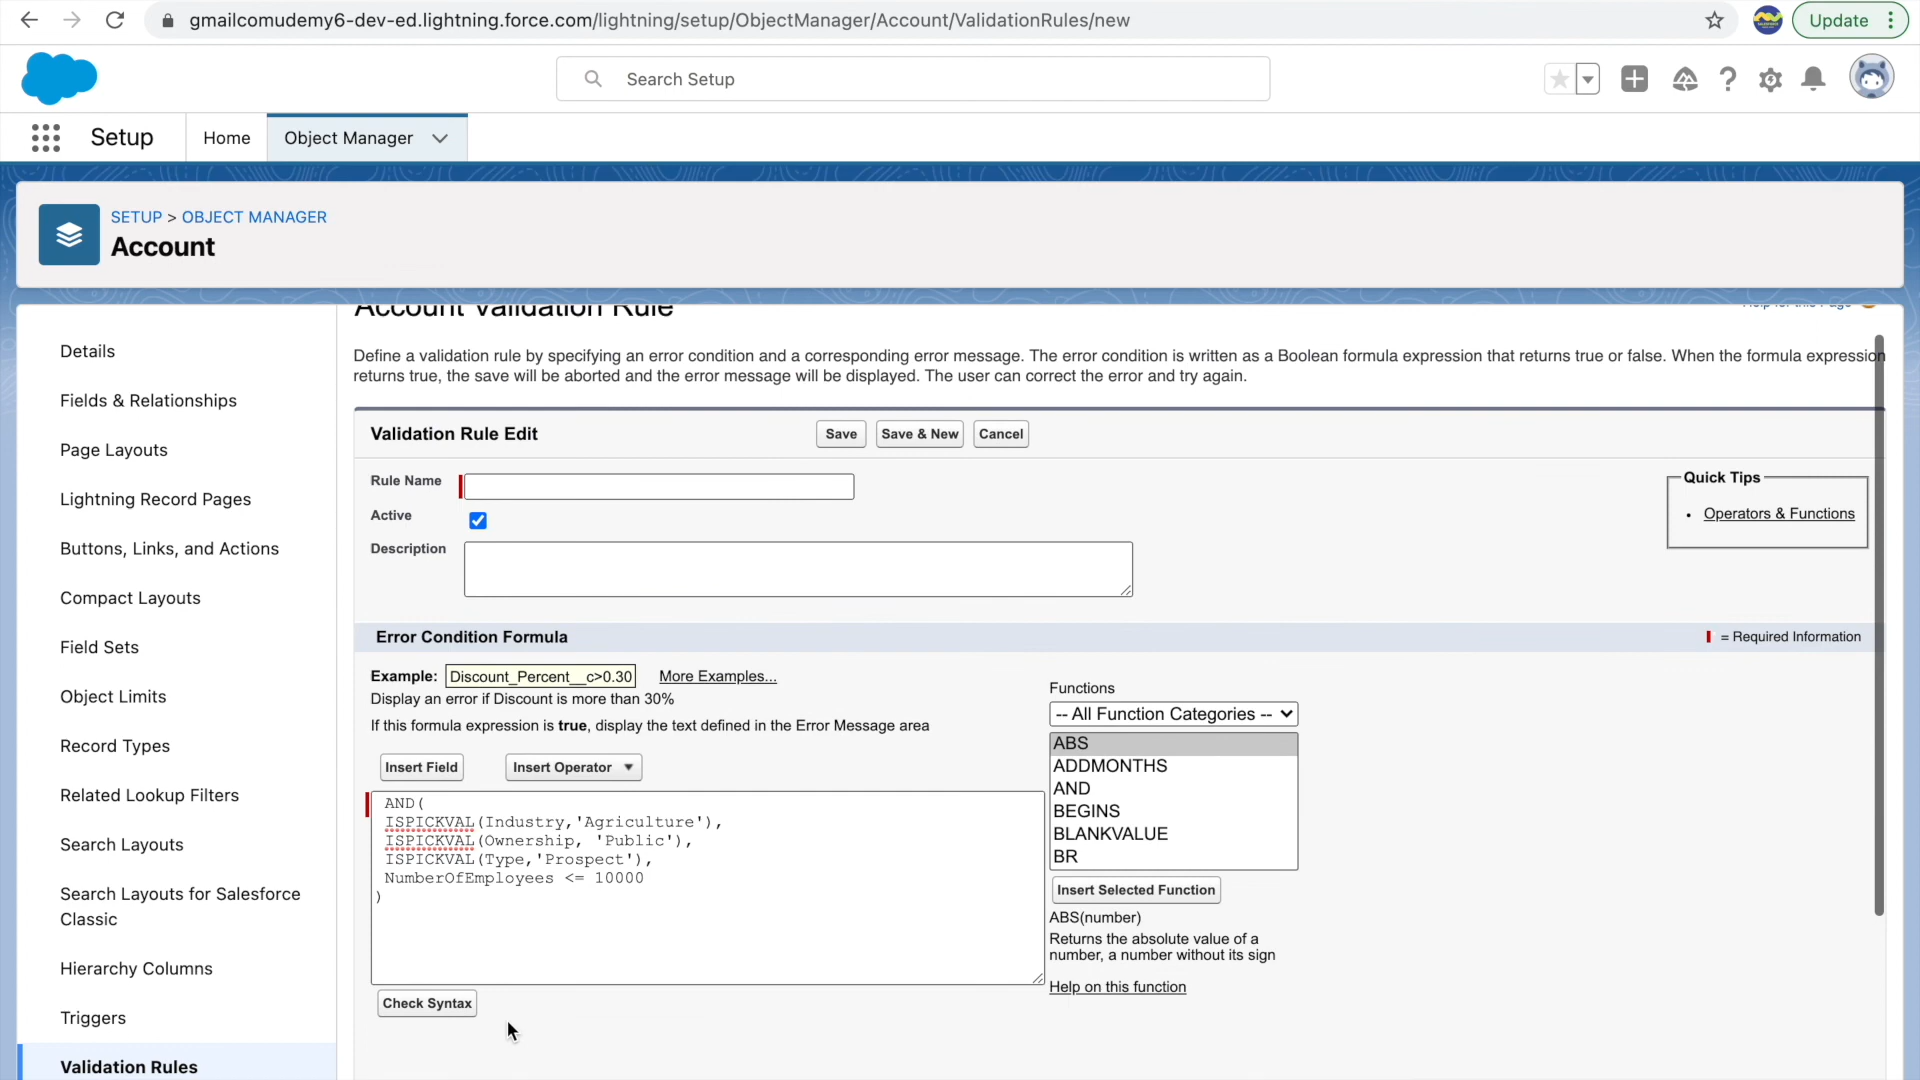 gmailcomudemy6-dev-ed.lightning.force.com/lightning/setup/ObjectManager/Account/ValidationRules/new
Update
Search Setup
Setup
Home
Object Manager
SETUP > OBJECT MANAGER
Account
Details
Fields & Relationships
Page Layouts
Lightning Record Pages
Buttons, Links, and Actions
Compact Layouts
Field Sets
Object Limits
Record Types
Related Lookup Filters
Search Layouts
Search Layouts for Salesforce
Classic
Hierarchy Columns
Triggers
Validation Rules
Account Validation Rule
Help for this Page
Define a validation rule by specifying an error condition and a corresponding error message. The error condition is written as a Boolean formula expression that returns true or false. When the formula expression
returns true, the save will be aborted and the error message will be displayed. The user can correct the error and try again.
Validation Rule Edit
Save
Save & New
Cancel
Rule Name
Active
Description
Quick Tips
• Operators & Functions
Error Condition Formula
= Required Information
Example: Discount_Percent__c>0.30 More Examples...
Display an error if Discount is more than 30%
If this formula expression is true, display the text defined in the Error Message area
Insert Field
Insert Operator
AND(
ISPICKVAL(Industry,'Agriculture'),
ISPICKVAL(Ownership, 'Public'),
ISPICKVAL(Type,'Prospect'),
NumberOfEmployees <= 10000
)
Check Syntax
Functions
-- All Function Categories --
ABS
ADDMONTHS
AND
BEGINS
BLANKVALUE
BR
Insert Selected Function
ABS(number)
Returns the absolute value of a
number, a number without its sign
Help on this function